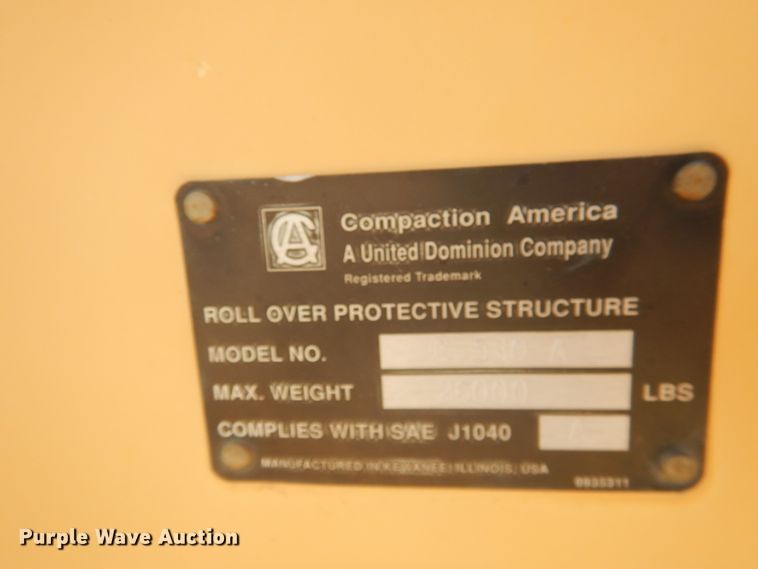 CA
Compaction America
A United Dominion Company
Registered Trademark
ROLL OVER PROTECTIVE STRUCTURE
MODEL NO.
MAX. WEIGHT LBS
COMPLIES WITH SAE J1040
MANUFACTURED IN KEWANEE, ILLINOIS, USA
Purple Wave Auction